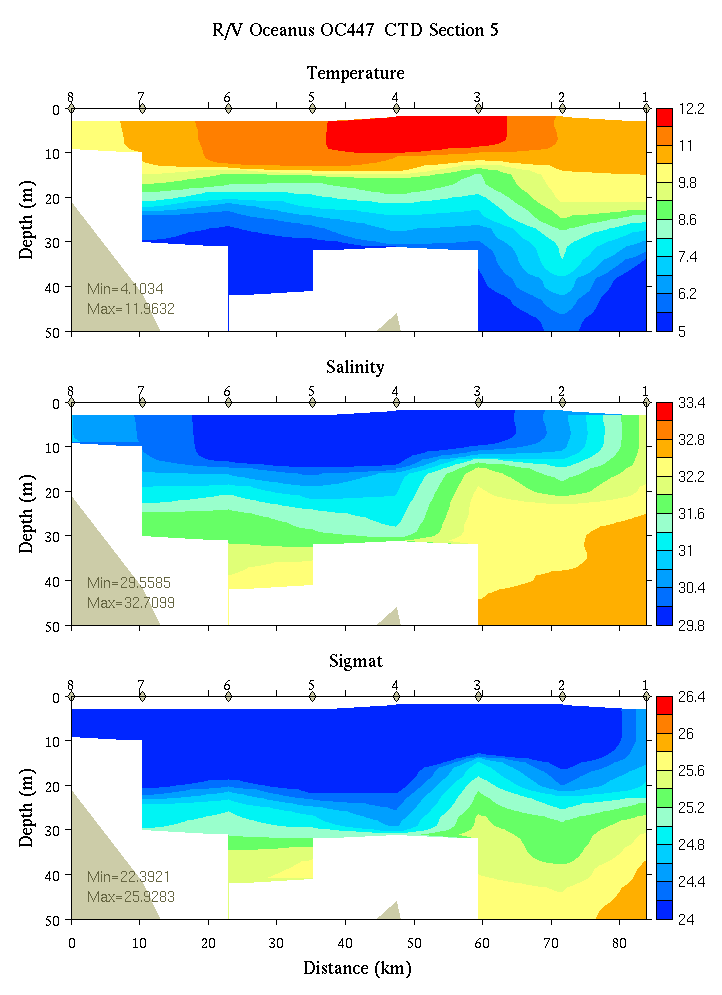 R/V Oceanus OC447 CTD Section 5
Temperature
8 7 6 5 4 3 2 1
0
10
20
30
40
50
Depth (m)
Min=4.1034
Max=11.9632
12.2
11
9.8
8.6
7.4
6.2
5
Salinity
8 7 6 5 4 3 2 1
0
10
20
30
40
50
Depth (m)
Min=29.5585
Max=32.7099
33.4
32.8
32.2
31.6
31
30.4
29.8
Sigmat
8 7 6 5 4 3 2 1
0
10
20
30
40
50
Depth (m)
Min=22.3921
Max=25.9283
26.4
26
25.6
25.2
24.8
24.4
24
0 10 20 30 40 50 60 70 80
Distance (km)